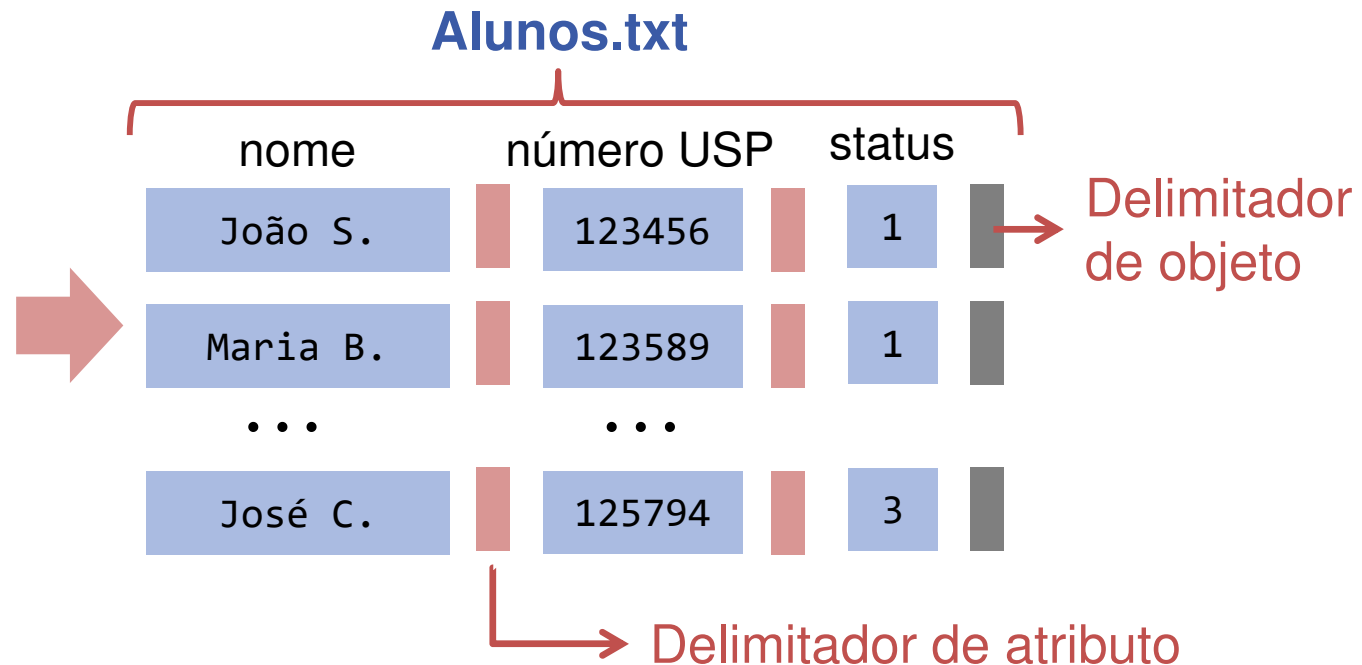 Alunos.txt
nome número USP status
João S. 123456 1
Delimitador
de objeto
Maria B. 123589 1
... ...
José C. 125794 3
Delimitador de atributo